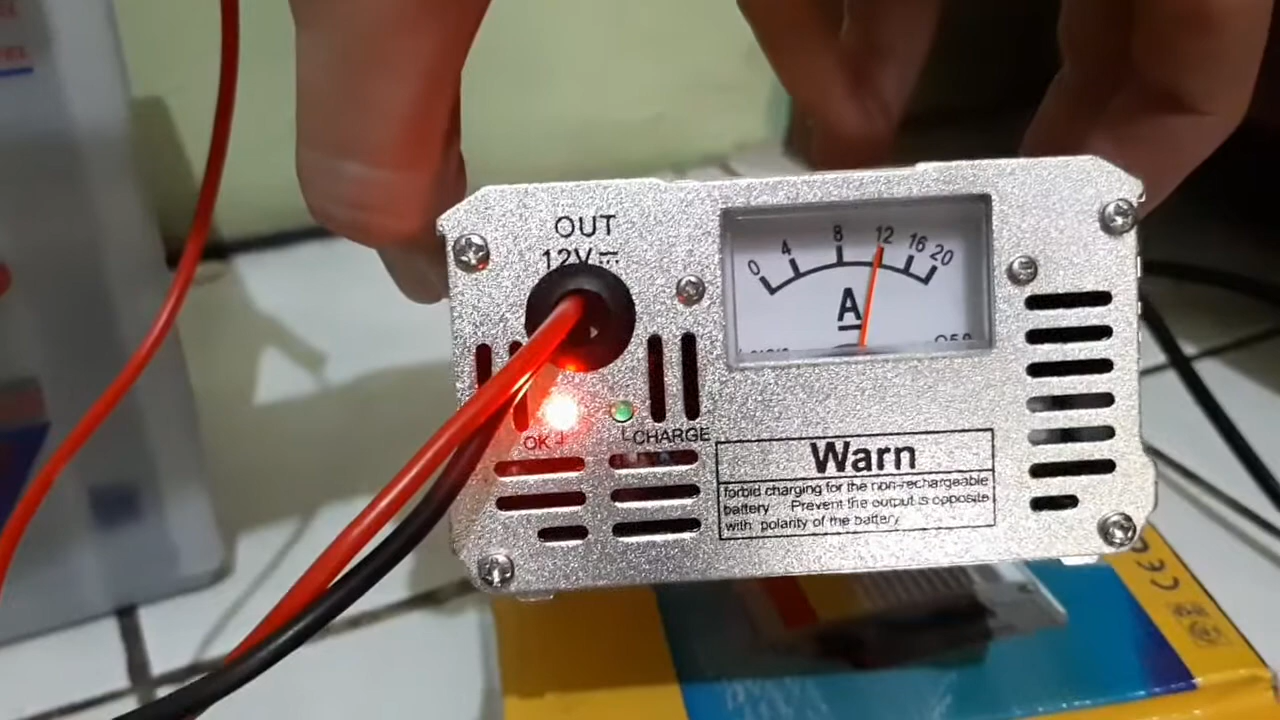 OUT
12V
0 4 8 12 16 20
A
OK
CHARGE
Warn
forbid charging for the non-rechargeable
battery Prevent the output is opposite
with polarity of the battery
CE